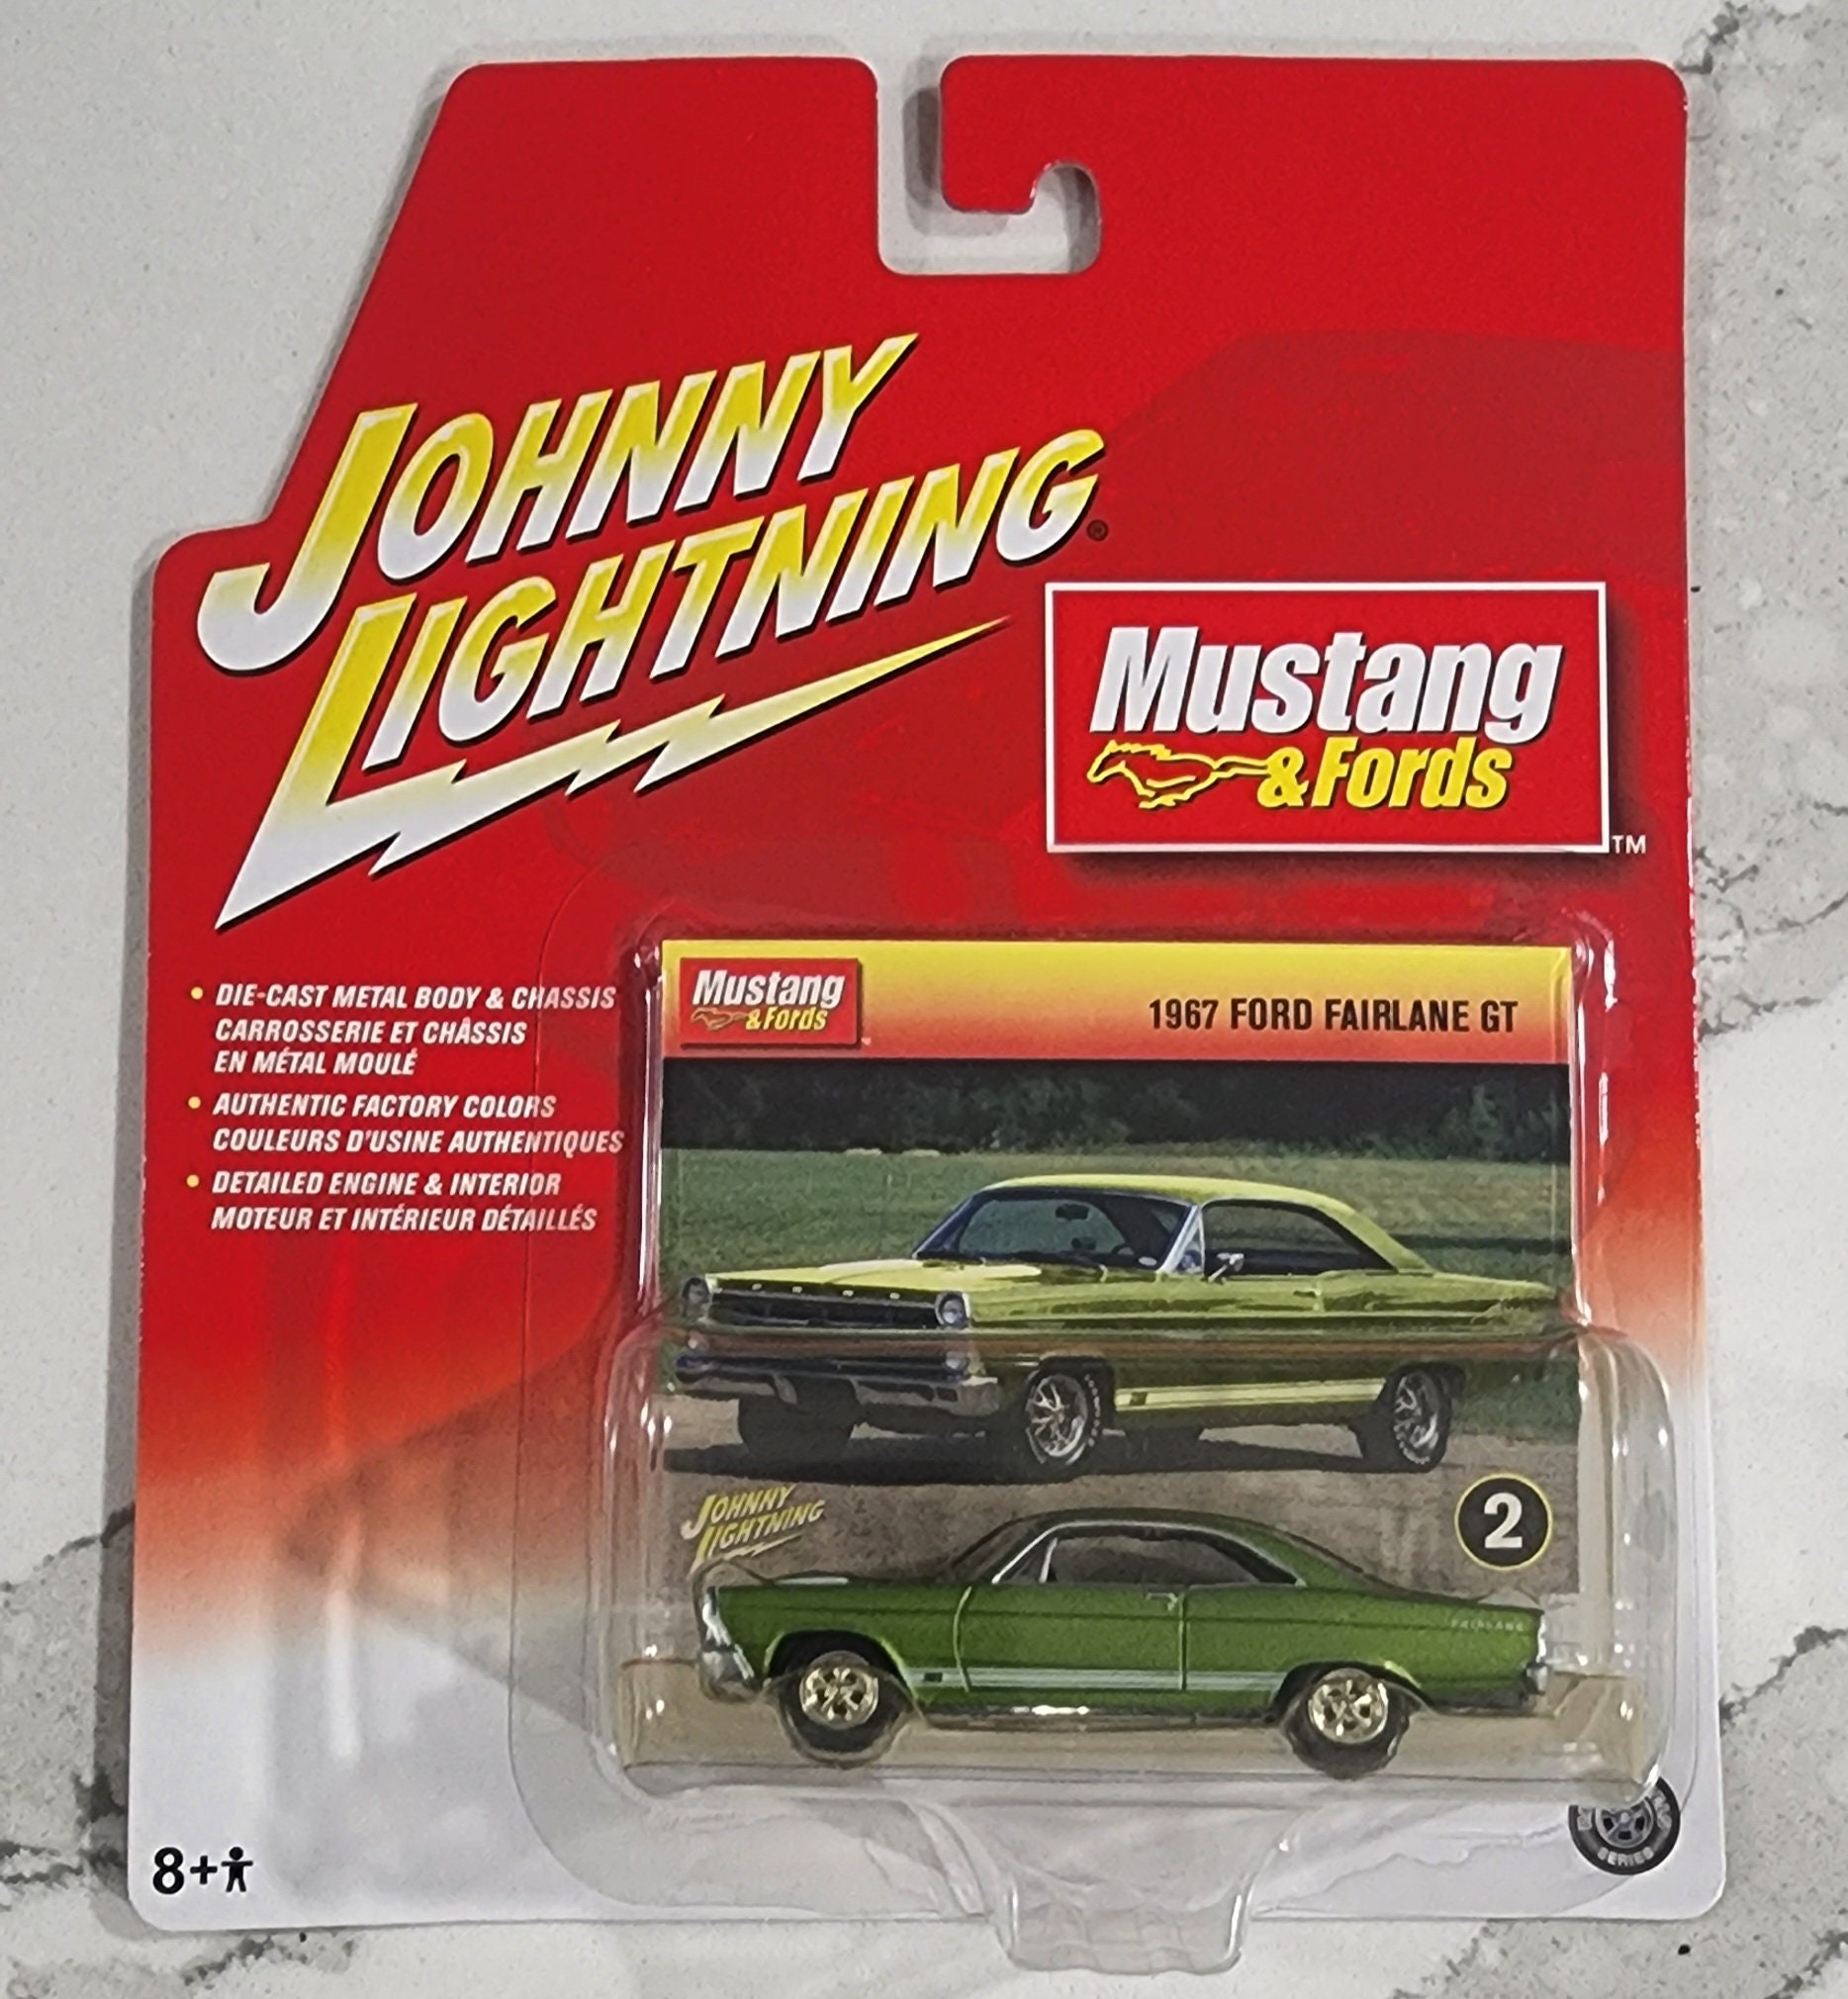 JOHNNY
LIGHTNING®
Mustang
& Fords
TM
• DIE-CAST METAL BODY & CHASSIS
CARROSSERIE ET CHÂSSIS
EN MÉTAL MOULÉ
• AUTHENTIC FACTORY COLORS
COULEURS D'USINE AUTHENTIQUES
• DETAILED ENGINE & INTERIOR
MOTEUR ET INTÉRIEUR DÉTAILLÉS
Mustang
& Fords
1967 FORD FAIRLANE GT
FORD
JOHNNY
LIGHTNING
2
FAIRLANE
8+
SERIES